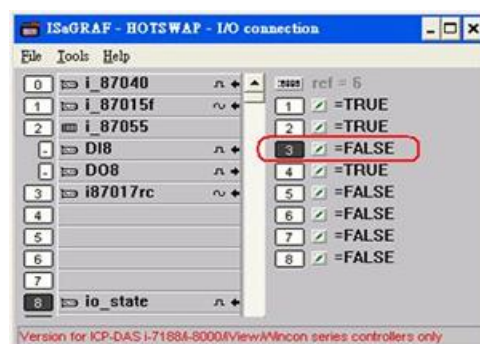 ISaGRAF - HOTSWAP - I/O connection
File Tools Help
0 i_87040
1 i_87015f
2 i_87055
DI8
DO8
3 i87017rc
4
5
6
7
8 io_state
ref = 6
1 =TRUE
2 =TRUE
3 =FALSE
4 =TRUE
5 =FALSE
6 =FALSE
7 =FALSE
8 =FALSE
Version for ICP-DAS i-7188/i-8000/iView/Wincon series controllers only